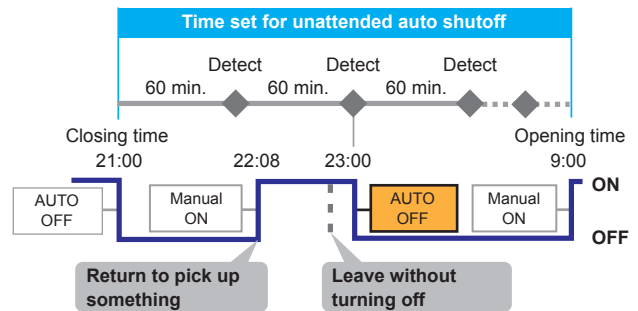 Time set for unattended auto shutoff
Detect Detect Detect
60 min. 60 min. 60 min.
Closing time Opening time
21:00 22:08 23:00 9:00
ON
AUTO
OFF
Manual
ON
AUTO
OFF
Manual
ON
OFF
Return to pick up
something
Leave without
turning off